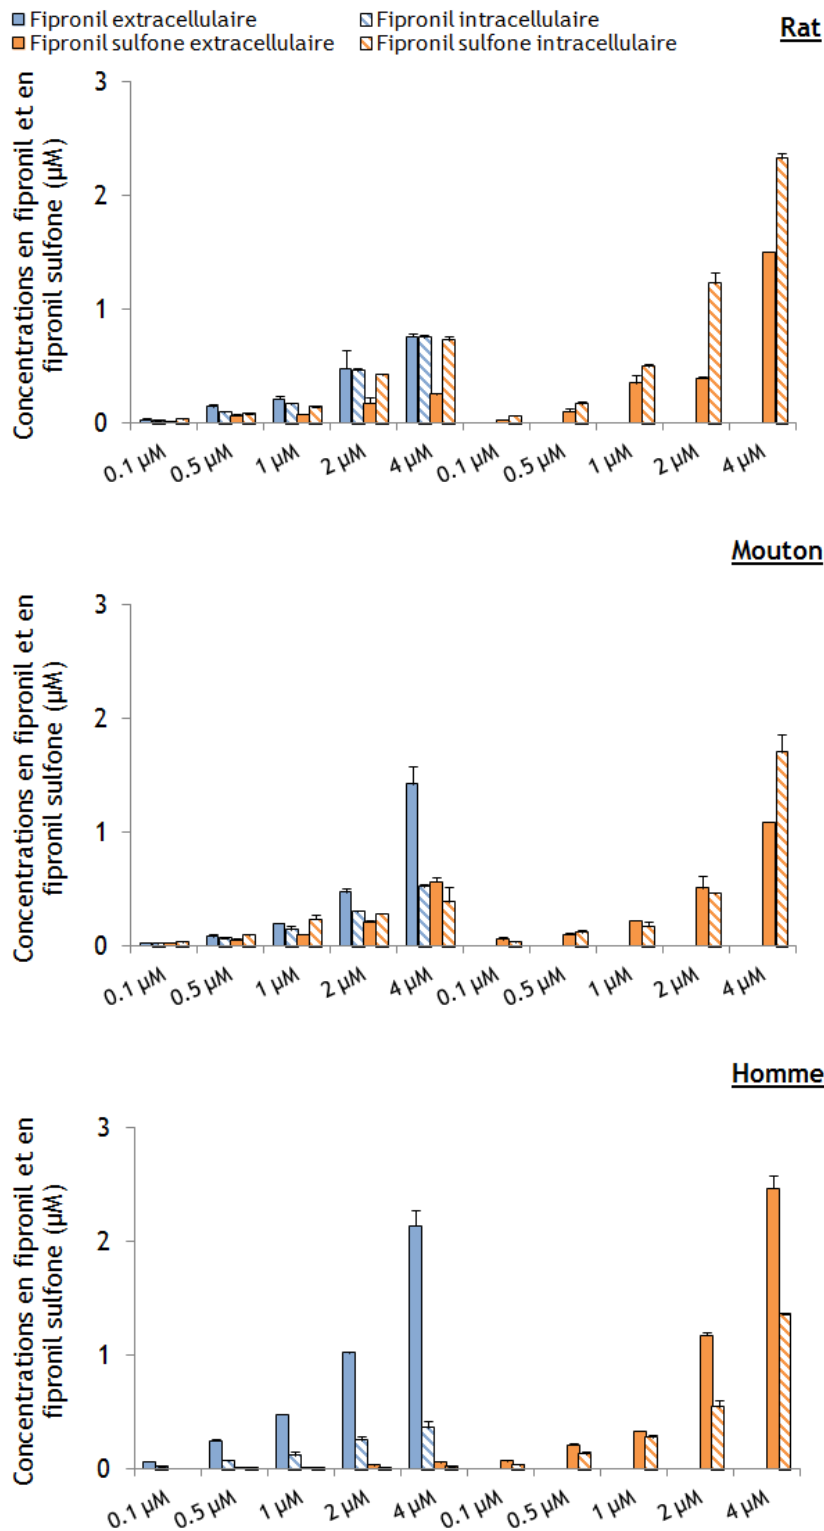 Fipronil extracellulaire Fipronil intracellulaire
Fipronil sulfone extracellulaire Fipronil sulfone intracellulaire
Rat
Concentrations en fipronil et en
fipronil sulfone (µM)
3
2
1
0
0.1 µM 0.5 µM 1 µM 2 µM 4 µM 0.1 µM 0.5 µM 1 µM 2 µM 4 µM
Mouton
Concentrations en fipronil et en
fipronil sulfone (µM)
3
2
1
0
0.1 µM 0.5 µM 1 µM 2 µM 4 µM 0.1 µM 0.5 µM 1 µM 2 µM 4 µM
Homme
Concentrations en fipronil et en
fipronil sulfone (µM)
3
2
1
0
0.1 µM 0.5 µM 1 µM 2 µM 4 µM 0.1 µM 0.5 µM 1 µM 2 µM 4 µM